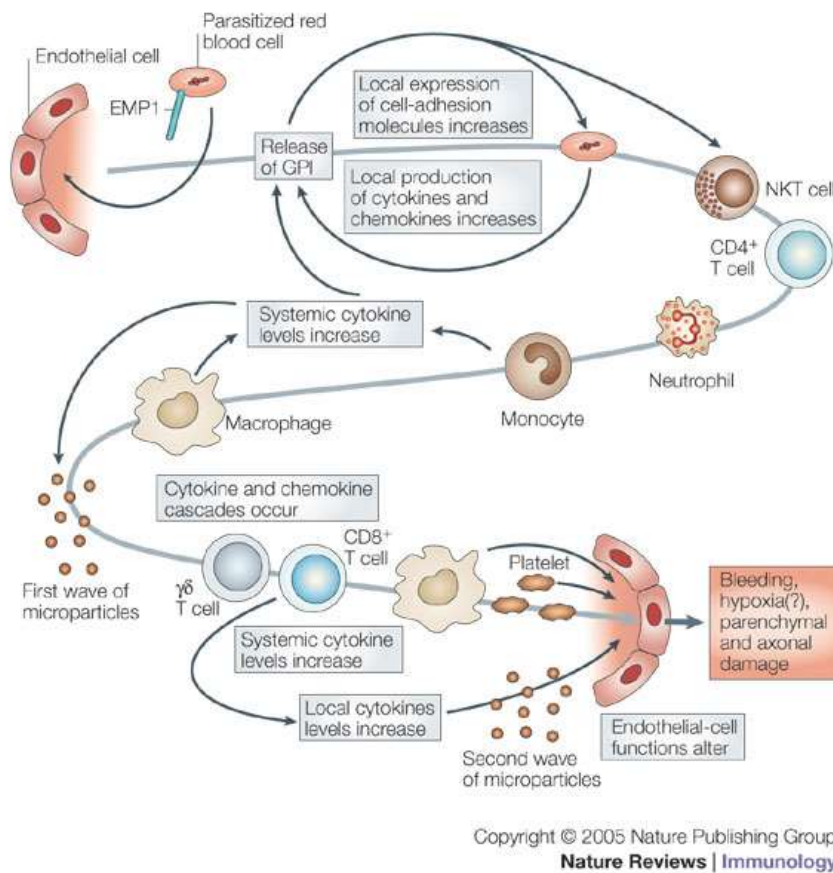 Parasitized red
blood cell
Endothelial cell
EMP1
Local expression
of cell-adhesion
molecules increases
Release
of GPI
Local production
of cytokines and
chemokines increases
NKT cell
CD4+
T cell
Systemic cytokine
levels increase
Neutrophil
Monocyte
Macrophage
Cytokine and chemokine
cascades occur
CD8+
T cell
Platelet
First wave of
microparticles
γδ
T cell
Bleeding,
hypoxia(?),
parenchymal
and axonal
damage
Systemic cytokine
levels increase
Local cytokines
levels increase
Endothelial-cell
functions alter
Second wave
of microparticles
Copyright © 2005 Nature Publishing Group
Nature Reviews | Immunology